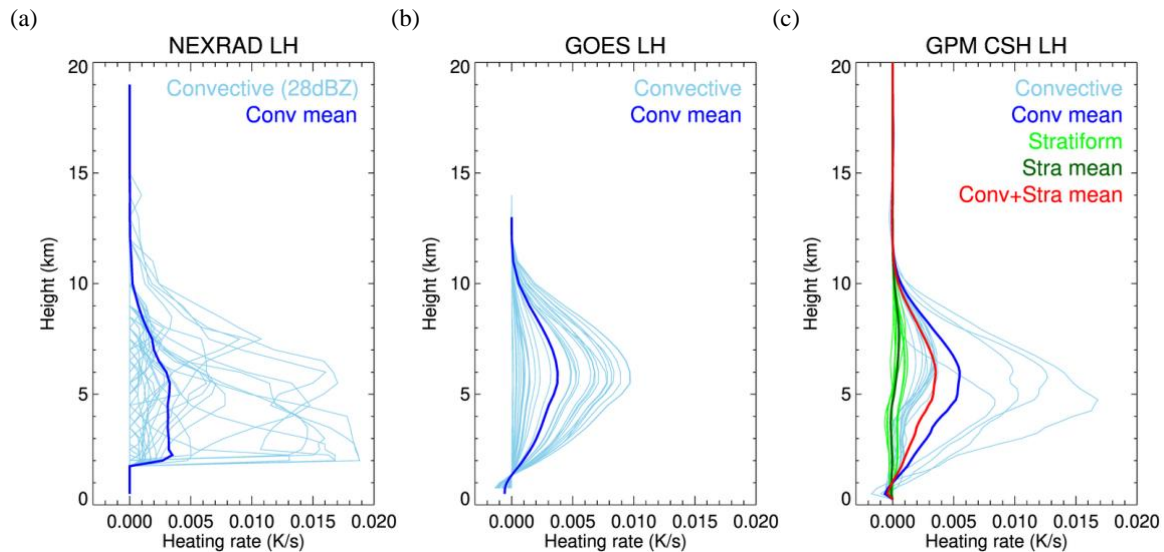 (a)
NEXRAD LH
20
15
10
5
0
Height (km)
Convective (28dBZ)
Conv mean
0.000 0.005 0.010 0.015 0.020
Heating rate (K/s)
(b)
GOES LH
20
15
10
5
0
Height (km)
Convective
Conv mean
0.000 0.005 0.010 0.015 0.020
Heating rate (K/s)
(c)
GPM CSH LH
20
15
10
5
0
Height (km)
Convective
Conv mean
Stratiform
Stra mean
Conv+Stra mean
0.000 0.005 0.010 0.015 0.020
Heating rate (K/s)